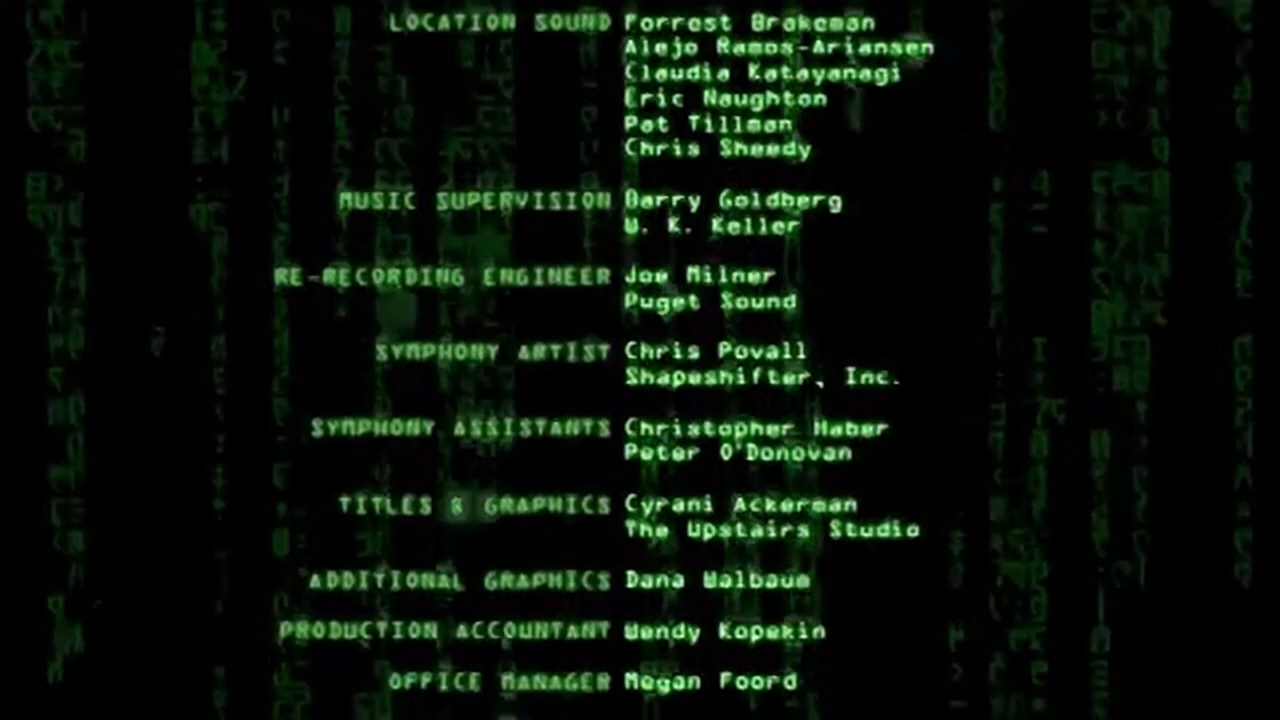 LOCATION SOUND Forrest Brakeman
Alejo Ramos-Ariansen
Claudia Katayanagi
Eric Naughton
Pat Tillman
Chris Sheedy
MUSIC SUPERVISION Barry Goldberg
W. K. Keller
RE-RECORDING ENGINEER Joe Milner
Puget Sound
SYMPHONY ARTIST Chris Povall
Shapeshifter, Inc.
SYMPHONY ASSISTANTS Christopher Haber
Peter O'Donovan
TITLES & GRAPHICS Cyrani Ackerman
The Upstairs Studio
ADDITIONAL GRAPHICS Dana Walbaum
PRODUCTION ACCOUNTANT Wendy Kopekin
OFFICE MANAGER Megan Foord